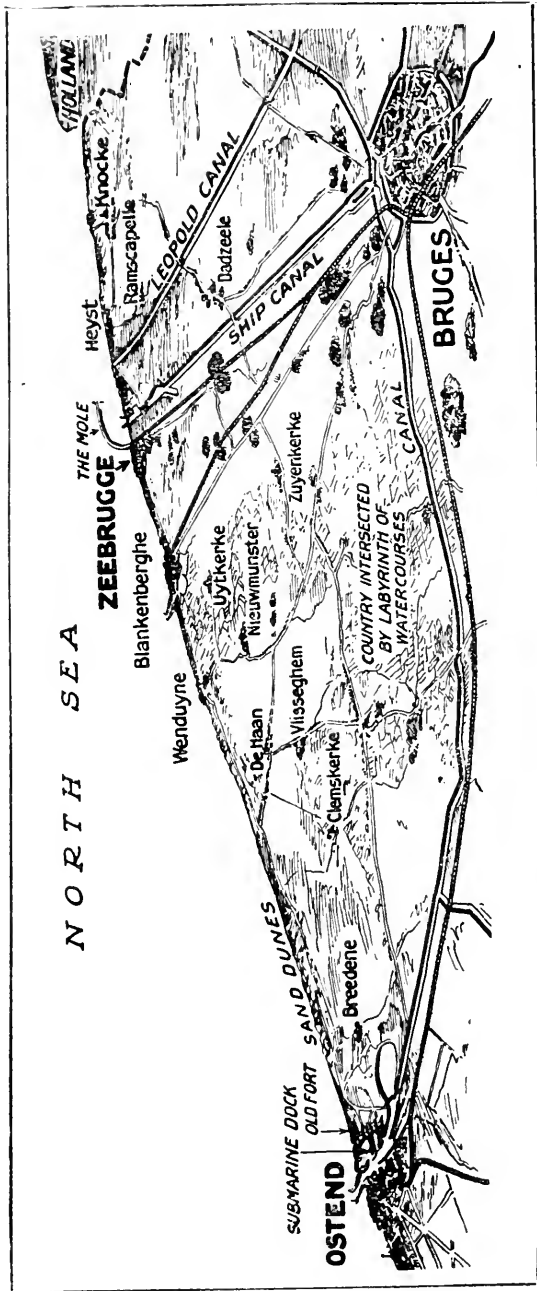 NORTH SEA
HOLLAND
Knocke
Ramscapelle
Heyst
LEOPOLD CANAL
Dadzeele
THE MOLE
ZEEBRUGGE
SHIP CANAL
BRUGES
Blankenberghe
Uytkerke
Nieuwmunster
Zuyenkerke
CANAL
Wenduyne
De Haan
Vlisseghem
COUNTRY INTERSECTED
BY LABYRINTH OF
WATERCOURSES
Clemskerke
SAND DUNES
Breedene
SUBMARINE DOCK
OLD FORT
OSTEND